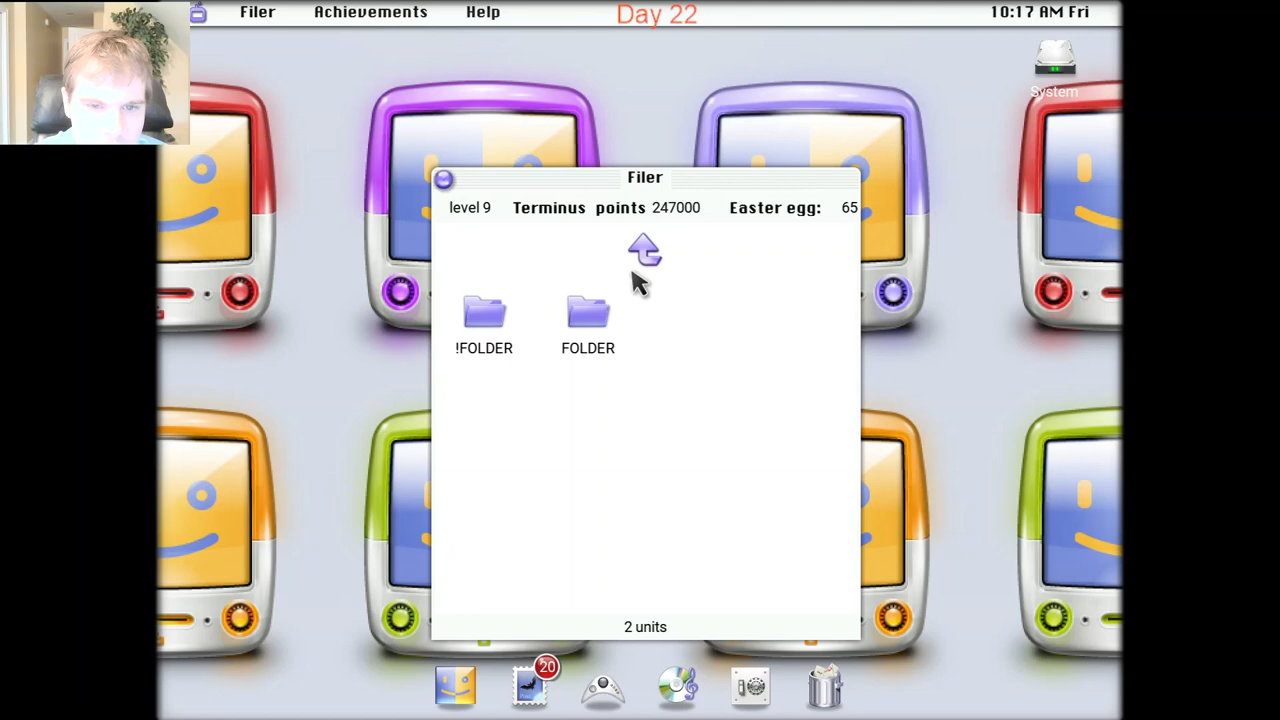 Filer Achievements Help Day 22 10:17 AM Fri
System
Filer
level 9 Terminus points 247000 Easter egg: 65
!FOLDER FOLDER
2 units
20